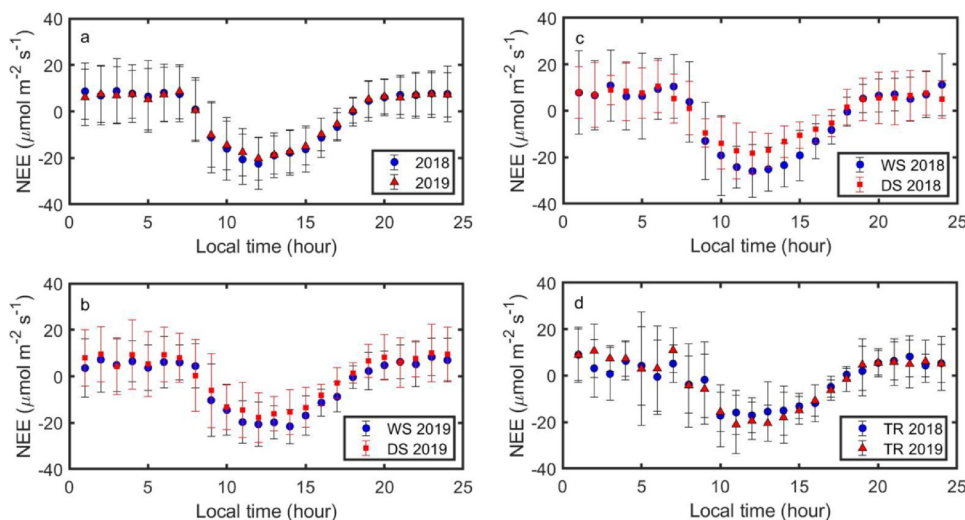 a
NEE (μmol m⁻² s⁻¹)
40
20
0
-20
-40
0 5 10 15 20 25
Local time (hour)
2018
2019
c
NEE (μmol m⁻² s⁻¹)
40
20
0
-20
-40
0 5 10 15 20 25
Local time (hour)
WS 2018
DS 2018
b
NEE (μmol m⁻² s⁻¹)
40
20
0
-20
-40
0 5 10 15 20 25
Local time (hour)
WS 2019
DS 2019
d
NEE (μmol m⁻² s⁻¹)
40
20
0
-20
-40
0 5 10 15 20 25
Local time (hour)
TR 2018
TR 2019